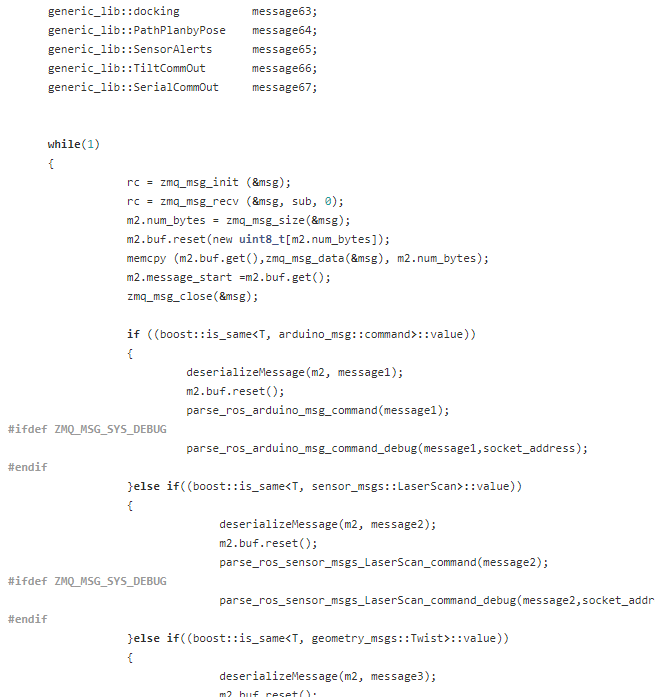 generic_lib::docking           message63;
generic_lib::PathPlanbyPose    message64;
generic_lib::SensorAlerts      message65;
generic_lib::TiltCommOut       message66;
generic_lib::SerialCommOut     message67;
while(1)
{
rc = zmq_msg_init (&msg);
rc = zmq_msg_recv (&msg, sub, 0);
m2.num_bytes = zmq_msg_size(&msg);
m2.buf.reset(new uint8_t[m2.num_bytes]);
memcpy (m2.buf.get(),zmq_msg_data(&msg), m2.num_bytes);
m2.message_start =m2.buf.get();
zmq_msg_close(&msg);
if ((boost::is_same<T, arduino_msg::command>::value))
{
deserializeMessage(m2, message1);
m2.buf.reset();
parse_ros_arduino_msg_command(message1);
#ifdef ZMQ_MSG_SYS_DEBUG
parse_ros_arduino_msg_command_debug(message1,socket_address);
#endif
}else if((boost::is_same<T, sensor_msgs::LaserScan>::value))
{
deserializeMessage(m2, message2);
m2.buf.reset();
parse_ros_sensor_msgs_LaserScan_command(message2);
#ifdef ZMQ_MSG_SYS_DEBUG
parse_ros_sensor_msgs_LaserScan_command_debug(message2,socket_addr
#endif
}else if((boost::is_same<T, geometry_msgs::Twist>::value))
{
deserializeMessage(m2, message3);
m2.buf.reset();